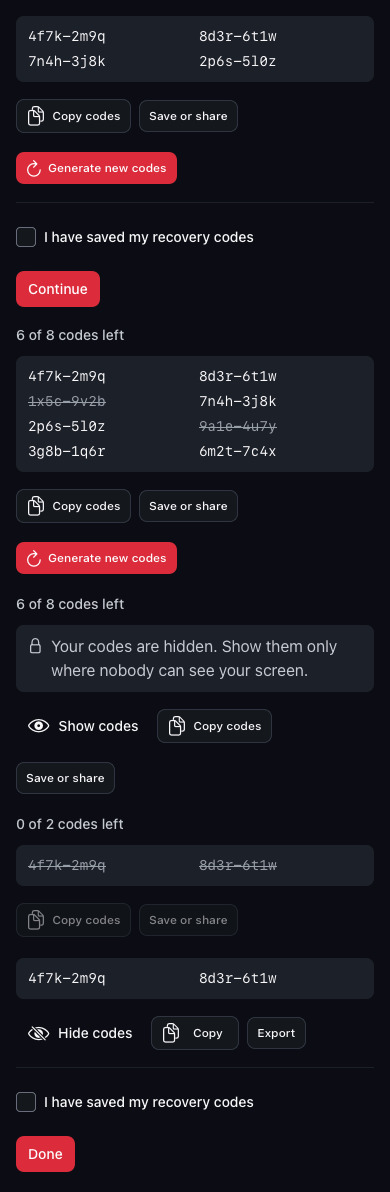 4f7k-2m9q 8d3r-6t1w
7n4h-3j8k 2p6s-5l0z
Copy codes Save or share
Generate new codes
I have saved my recovery codes
Continue
6 of 8 codes left
4f7k-2m9q 8d3r-6t1w
1x5c-9v2b 7n4h-3j8k
2p6s-5l0z 9a1e-4u7y
3g8b-1q6r 6m2t-7c4x
Copy codes Save or share
Generate new codes
6 of 8 codes left
Your codes are hidden. Show them only
where nobody can see your screen.
Show codes Copy codes
Save or share
0 of 2 codes left
4f7k-2m9q 8d3r-6t1w
Copy codes Save or share
4f7k-2m9q 8d3r-6t1w
Hide codes Copy Export
I have saved my recovery codes
Done